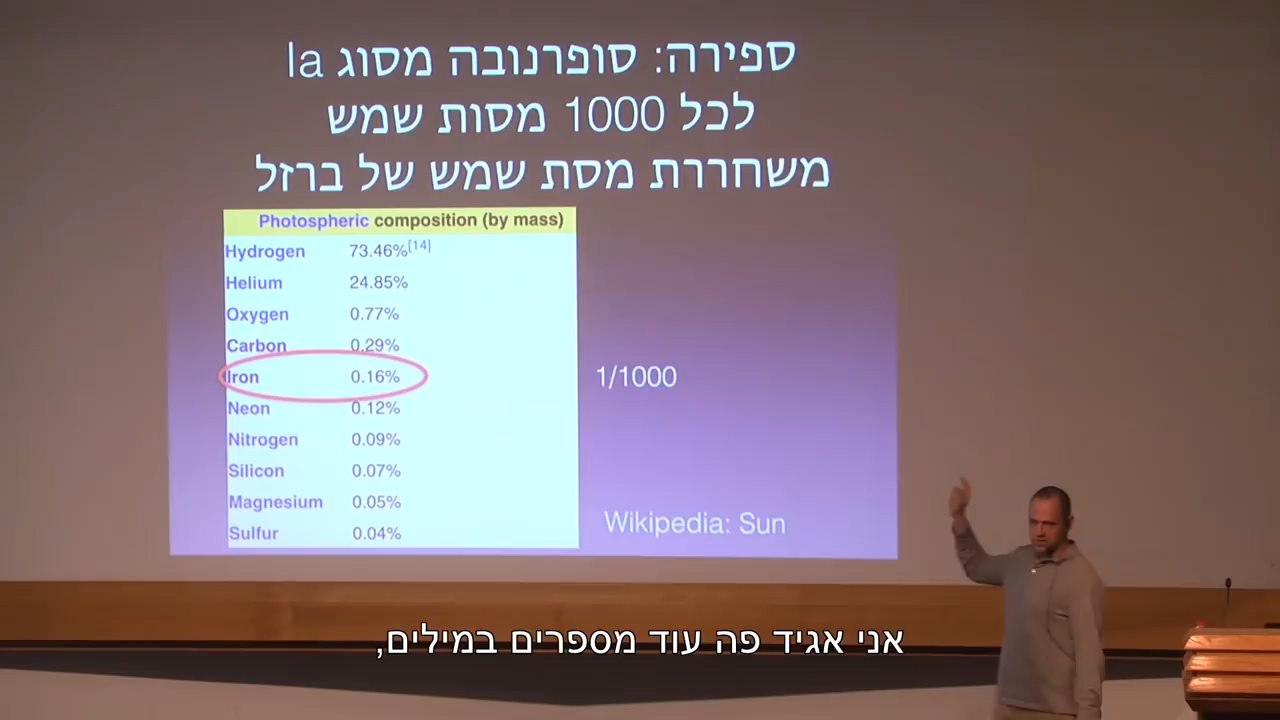 ספירה: סופרנובה מסוג Ia
לכל 1000 מסות שמש
משחררת מסת שמש של ברזל
Photospheric composition (by mass)
Hydrogen 73.46%[14]
Helium 24.85%
Oxygen 0.77%
Carbon 0.29%
Iron 0.16% 1/1000
Neon 0.12%
Nitrogen 0.09%
Silicon 0.07%
Magnesium 0.05%
Sulfur 0.04%
Wikipedia: Sun
אני אגיד פה עוד מספרים במילים,